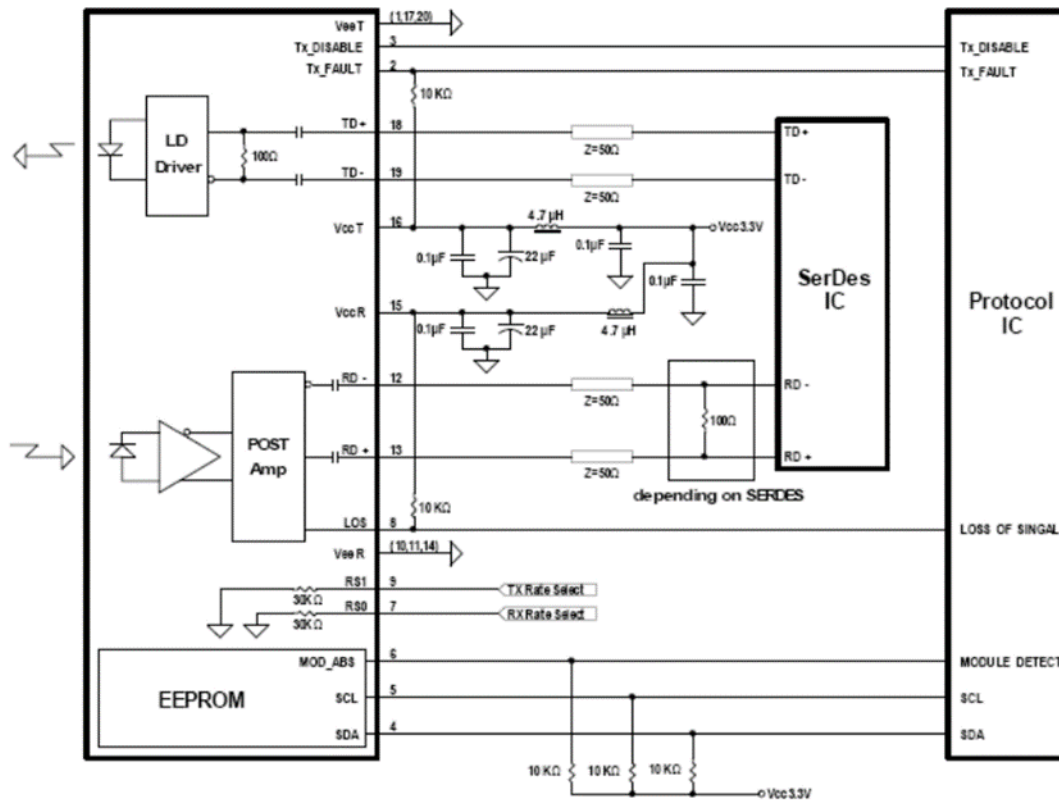 VeeT
(1,17,20)
Tx_DISABLE
3
Tx_DISABLE
Tx_FAULT
2
Tx_FAULT
10 KΩ
LD
Driver
100Ω
TD+
18
Z=50Ω
TD+
TD-
19
Z=50Ω
TD-
VccT
16
4.7 µH
Vcc3.3V
0.1µF
22 µF
0.1µF
0.1µF
SerDes
IC
Protocol
IC
VccR
15
0.1µF
22 µF
4.7 µH
RD -
12
Z=50Ω
RD -
100Ω
POST
Amp
RD +
13
Z=50Ω
RD +
depending on SERDES
10 KΩ
LOS
8
LOSS OF SINGAL
VeeR
(10,11,14)
RS1
9
30KΩ
TX Rate Select
RS0
7
30KΩ
RX Rate Select
EEPROM
MOD_ABS
6
MODULE DETECT
SCL
5
SCL
SDA
4
SDA
10 KΩ
10 KΩ
10 KΩ
Vcc3.3V